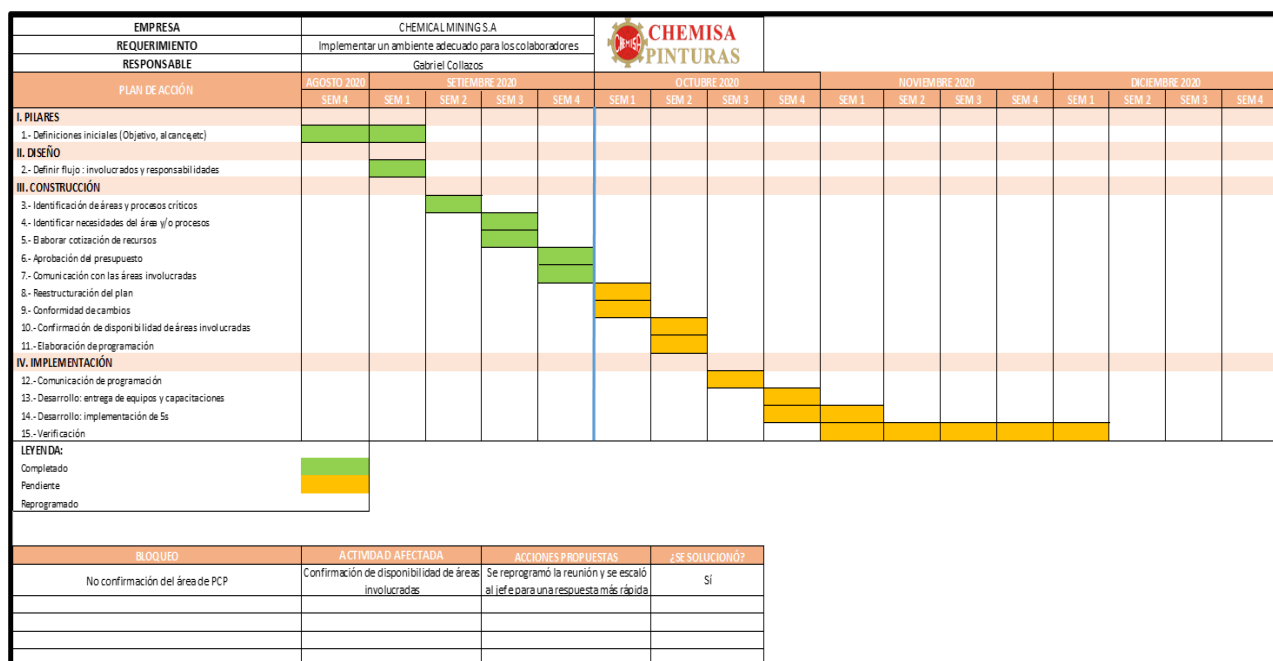 EMPRESA CHEMICAL MINING S.A
REQUERIMIENTO Implementar un ambiente adecuado para los colaboradores
RESPONSABLE Gabriel Collazos
CHEMISA
CHEMISA
PINTURAS
PLAN DE ACCIÓN AGOSTO 2020 SETIEMBRE 2020 OCTUBRE 2020 NOVIEMBRE 2020 DICIEMBRE 2020
SEM 4 SEM 1 SEM 2 SEM 3 SEM 4 SEM 1 SEM 2 SEM 3 SEM 4 SEM 1 SEM 2 SEM 3 SEM 4 SEM 1 SEM 2 SEM 3 SEM 4
I. PILARES
1.- Definiciones iniciales (Objetivo, alcance,etc)
II. DISEÑO
2.- Definir flujo : involucrados y responsabilidades
III. CONSTRUCCIÓN
3.- Identificación de áreas y procesos críticos
4.- Identificar necesidades del área y/o procesos
5.- Elaborar cotización de recursos
6.- Aprobación del presupuesto
7.- Comunicación con las áreas involucradas
8.- Reestructuración del plan
9.- Conformidad de cambios
10.- Confirmación de disponibilidad de áreas involucradas
11.- Elaboración de programación
IV. IMPLEMENTACIÓN
12.- Comunicación de programación
13.- Desarrollo: entrega de equipos y capacitaciones
14.- Desarrollo: implementación de 5s
15.- Verificación
LEYENDA:
Completado
Pendiente
Reprogramado
BLOQUEO ACTIVIDAD AFECTADA ACCIONES PROPUESTAS ¿SE SOLUCIONÓ?
No confirmación del área de PCP Confirmación de disponibilidad de áreas involucradas Se reprogramó la reunión y se escaló al jefe para una respuesta más rápida Sí